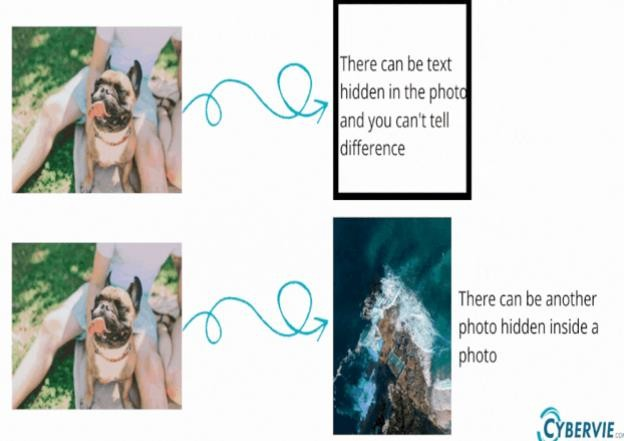 There can be text
hidden in the photo
and you can't tell
difference
There can be another
photo hidden inside a
photo
CYBERVIE.COM